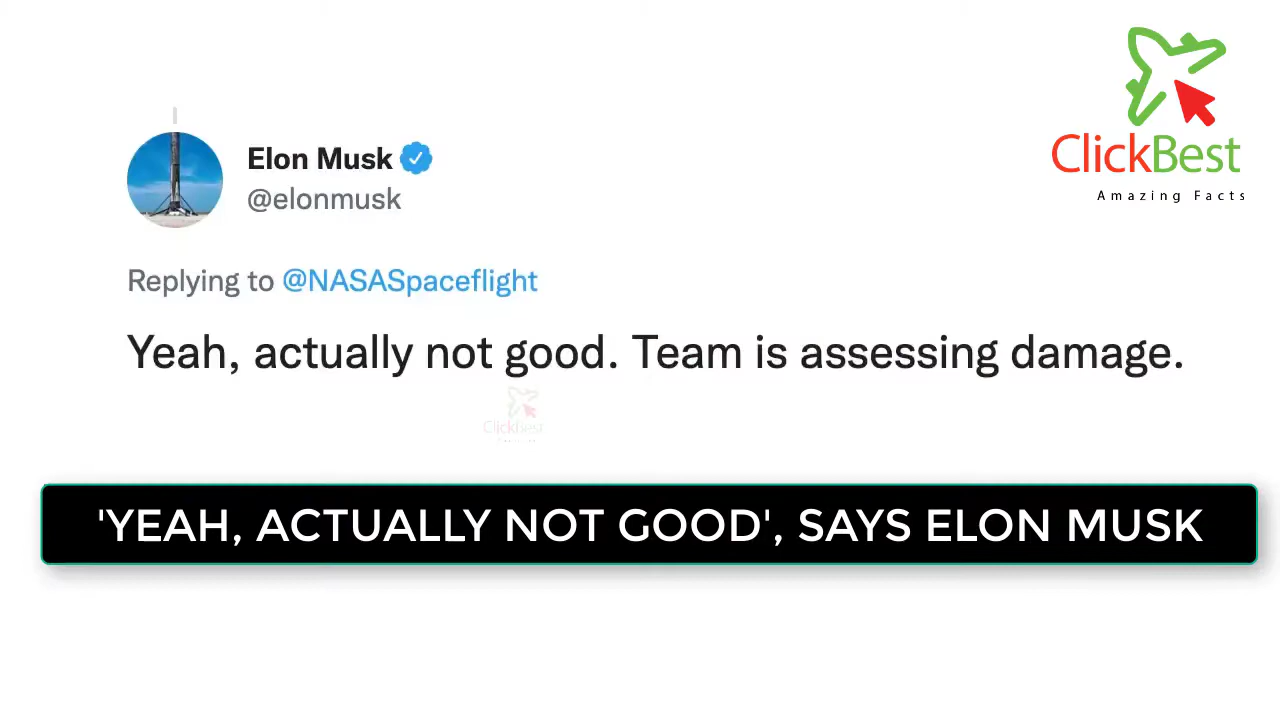 Elon Musk
@elonmusk
ClickBest
Amazing Facts
Replying to @NASASpaceflight
Yeah, actually not good. Team is assessing damage.
ClickBest
'YEAH, ACTUALLY NOT GOOD', SAYS ELON MUSK